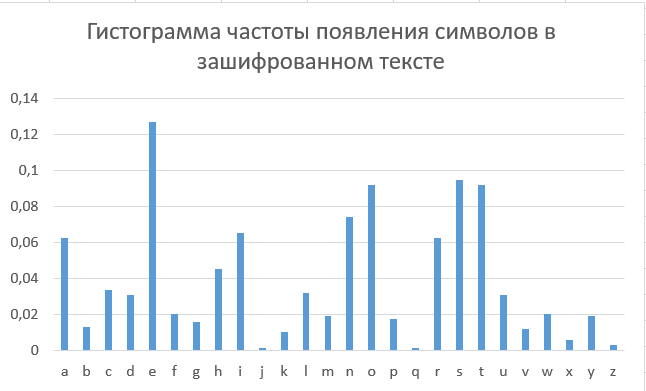 Гистограмма частоты появления символов в
зашифрованном тексте
0,14
0,12
0,1
0,08
0,06
0,04
0,02
0
a b c d e f g h i j k l m n o p q r s t u v w x y z